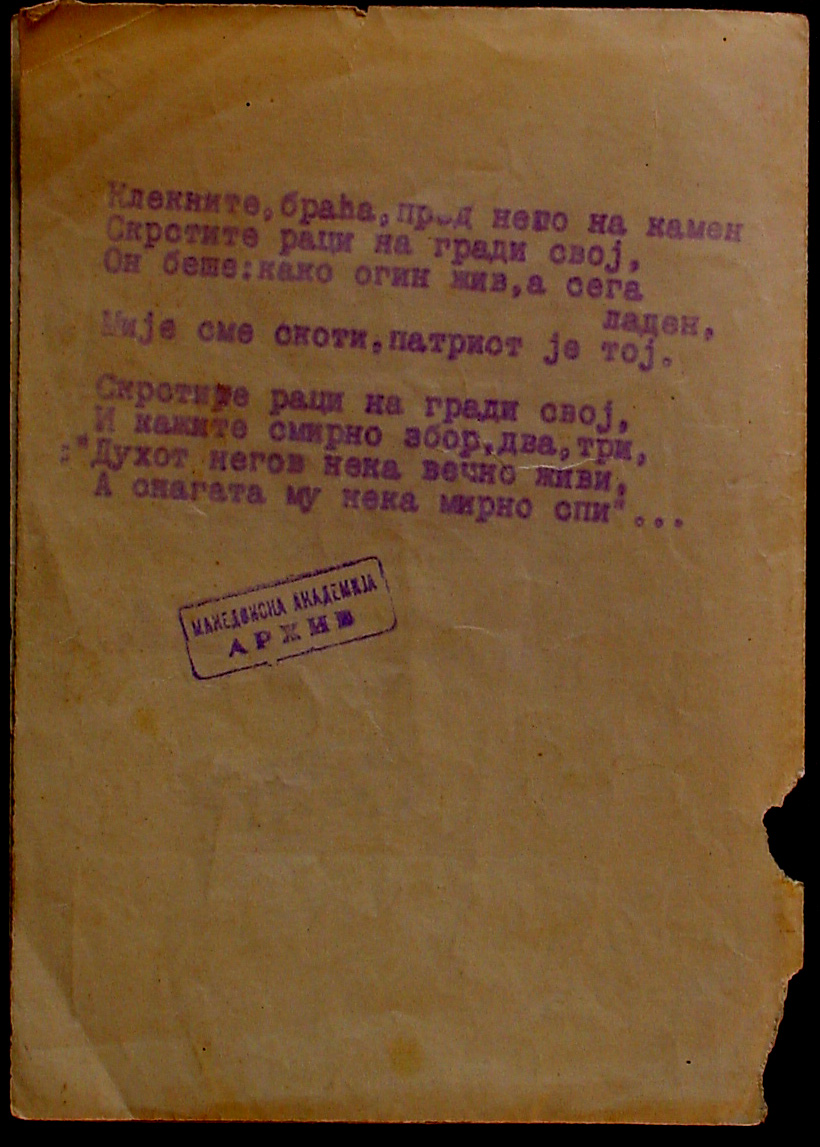 Клекните,браћа,пред него на камен
Скротите раци на гради свој,
Он беше:како огин жив,а сега
ладен,
Мије сме скоти,патриот је тој.
Скротите раци на гради свој,
И кажите смирно збор,два,три,
:"Духот негов нека вечно живи,
А снагата му нека мирно спи"...
МАКЕДОНСКА АКАДЕМИЈА
АРХИВ